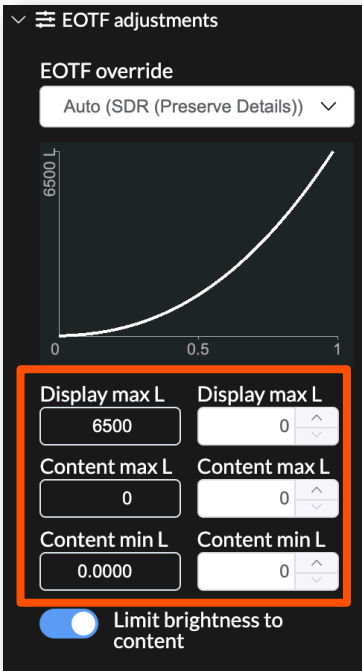 EOTF adjustments
EOTF override
Auto (SDR (Preserve Details))
6500 L
0 0.5 1
Display max L Display max L
6500 0
Content max L Content max L
0 0
Content min L Content min L
0.0000 0
Limit brightness to
content